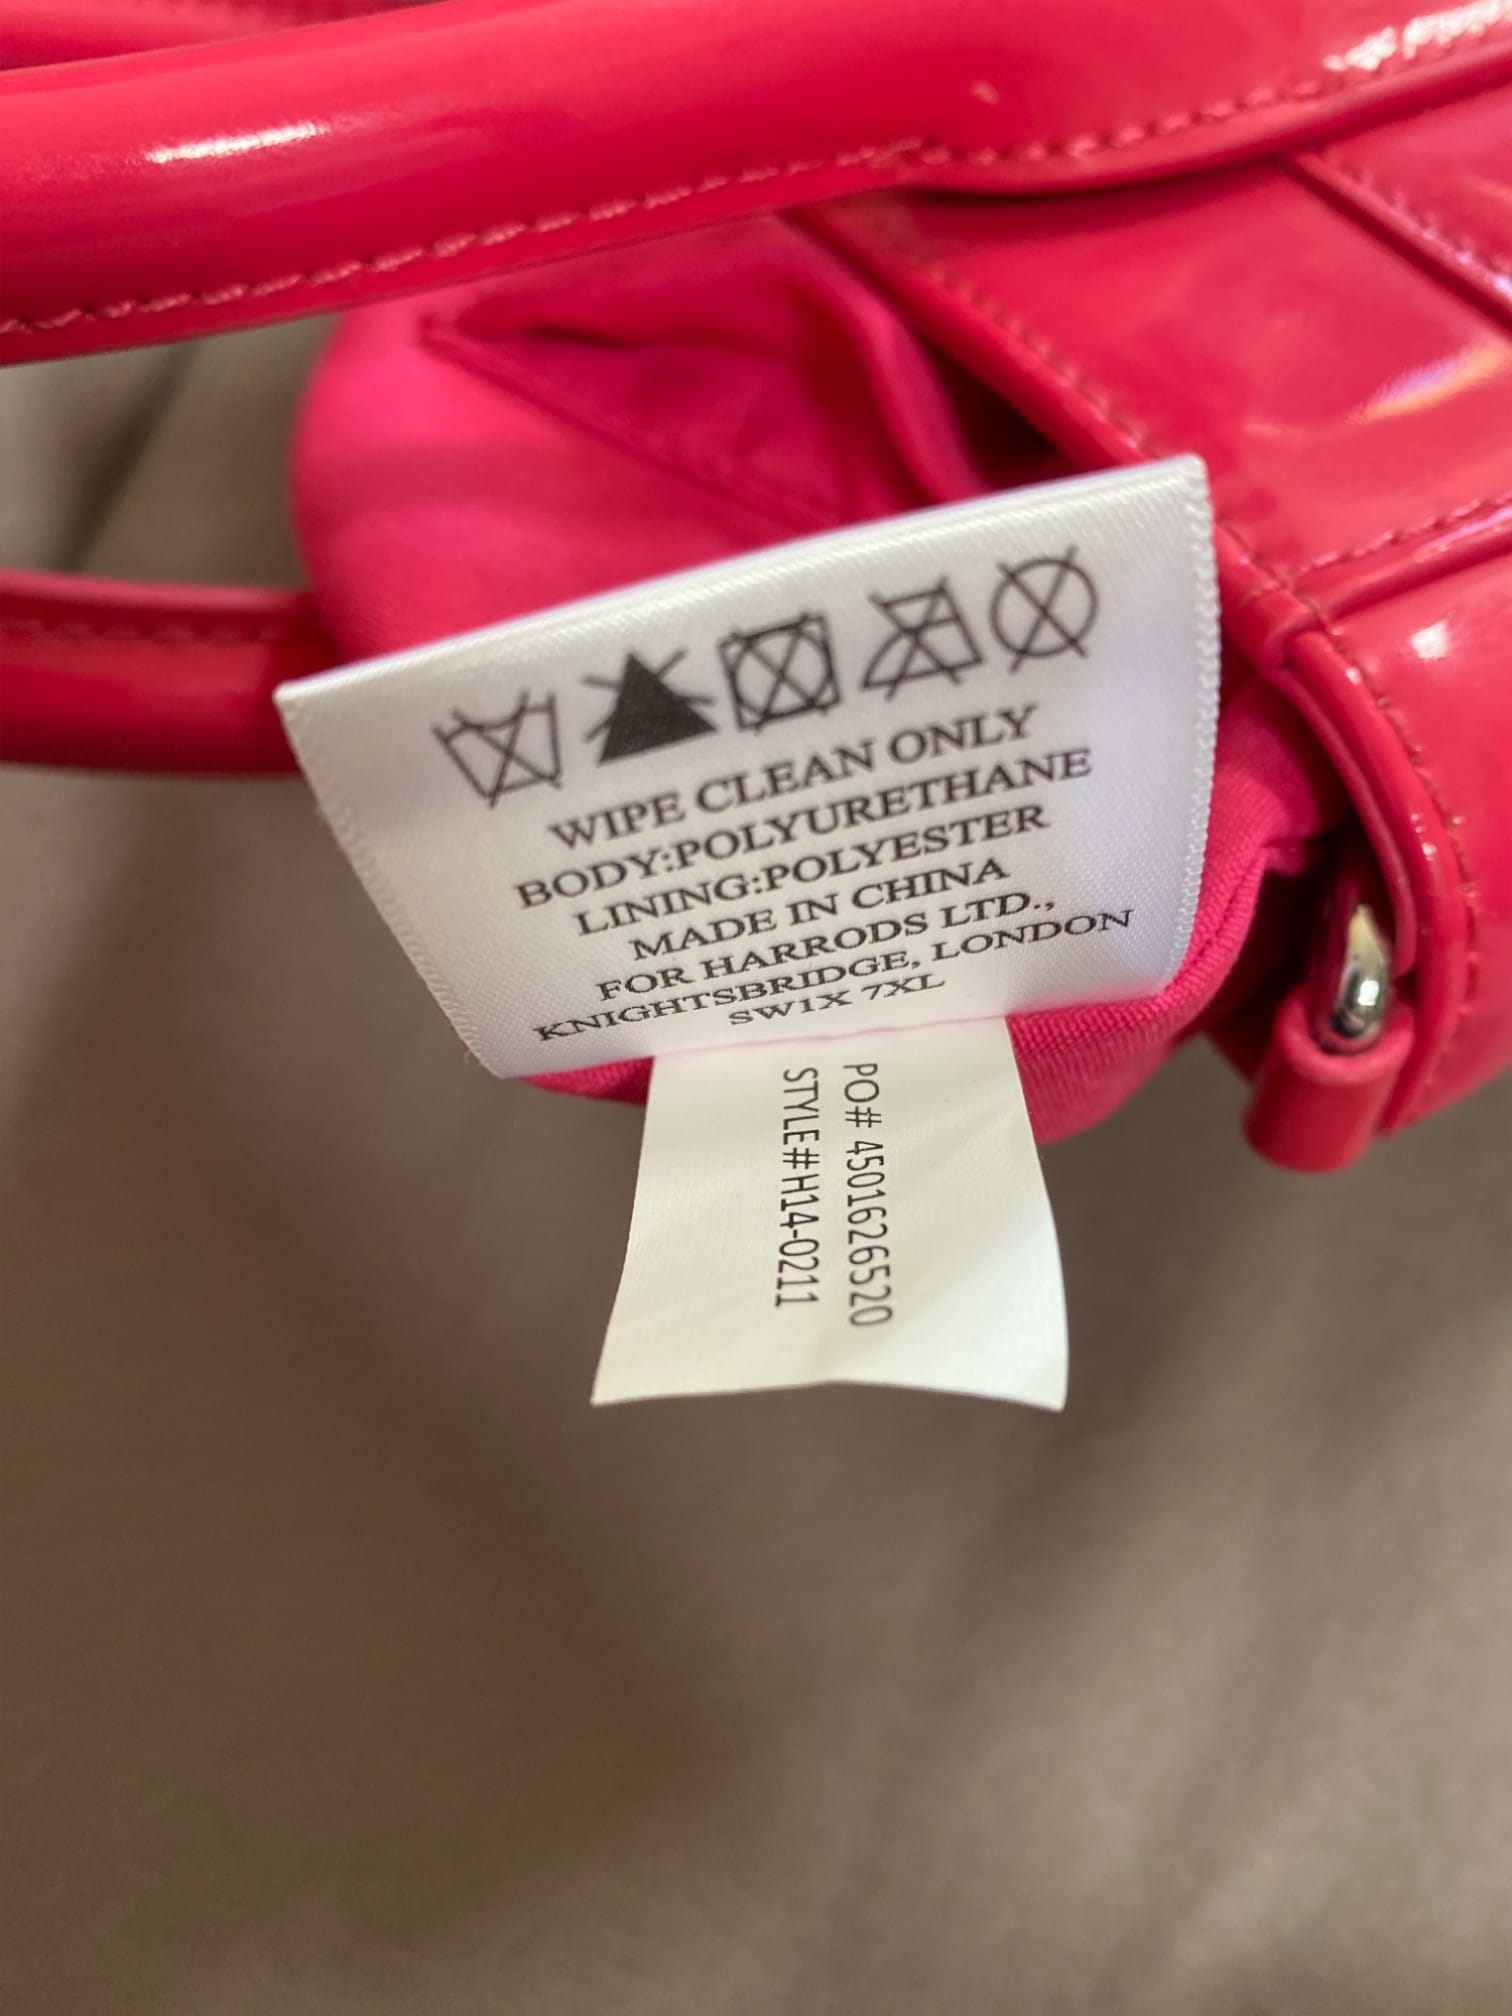 WIPE CLEAN ONLY
BODY:POLYURETHANE
LINING:POLYESTER
MADE IN CHINA
FOR HARRODS LTD.,
KNIGHTSBRIDGE, LONDON
SW1X 7XL
PO# 4501626520
STYLE# H14-0211